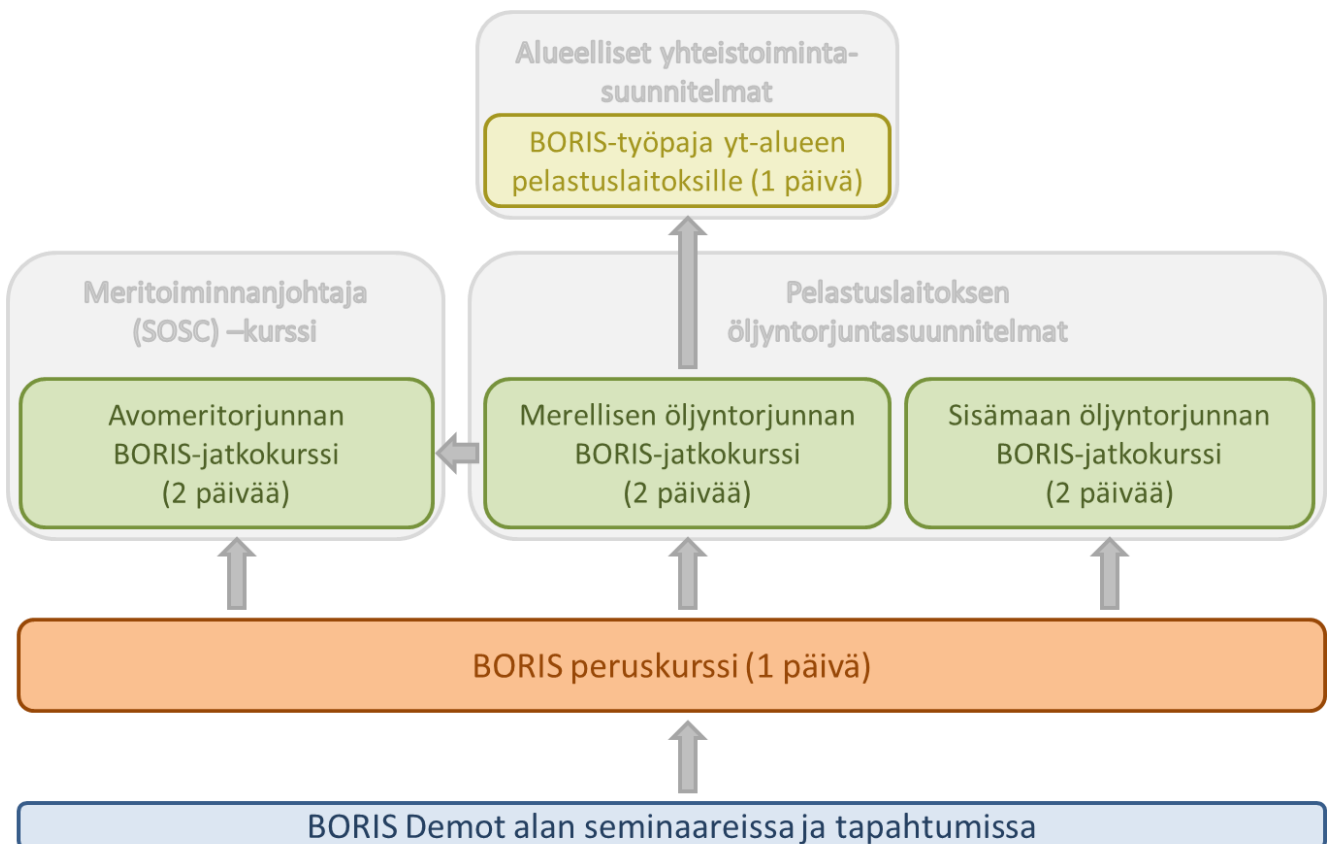 Alueelliset yhteistoiminta-
suunnitelmat
BORIS-työpaja yt-alueen
pelastuslaitoksille (1 päivä)
Meritoiminnanjohtaja
(SOSC) –kurssi
Pelastuslaitoksen
öljyntorjuntasuunnitelmat
Avomeritorjunnan
BORIS-jatkokurssi
(2 päivää)
Merellisen öljyntorjunnan
BORIS-jatkokurssi
(2 päivää)
Sisämaan öljyntorjunnan
BORIS-jatkokurssi
(2 päivää)
BORIS peruskurssi (1 päivä)
BORIS Demot alan seminaareissa ja tapahtumissa